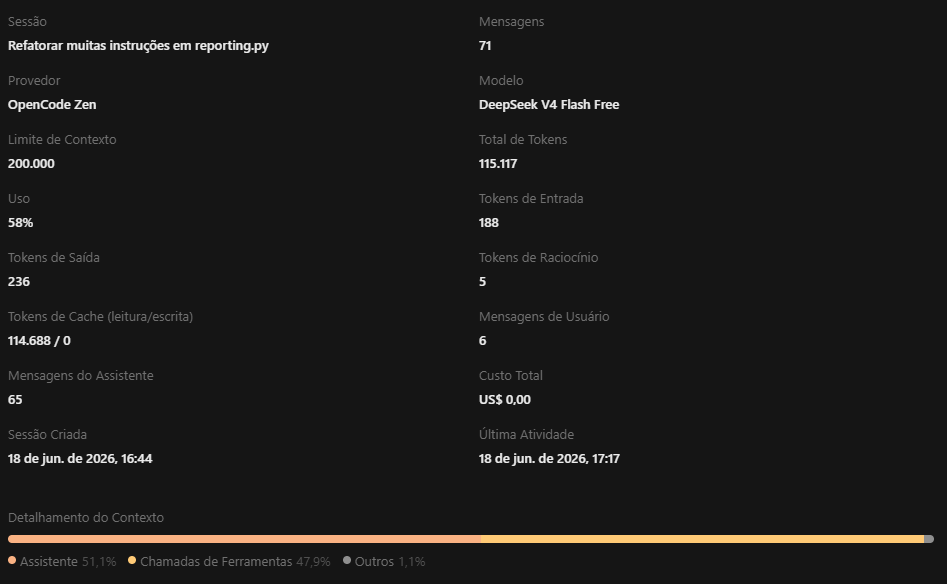 Sessão
Mensagens
Refatorar muitas instruções em reporting.py
71
Provedor
Modelo
OpenCode Zen
DeepSeek V4 Flash Free
Limite de Contexto
Total de Tokens
200.000
115.117
Uso
Tokens de Entrada
58%
188
Tokens de Saída
Tokens de Raciocínio
236
5
Tokens de Cache (leitura/escrita)
Mensagens de Usuário
114.688 / 0
6
Mensagens do Assistente
Custo Total
65
US$ 0,00
Sessão Criada
Última Atividade
18 de jun. de 2026, 16:44
18 de jun. de 2026, 17:17
Detalhamento do Contexto
Assistente 51,1% Chamadas de Ferramentas 47,9% Outros 1,1%